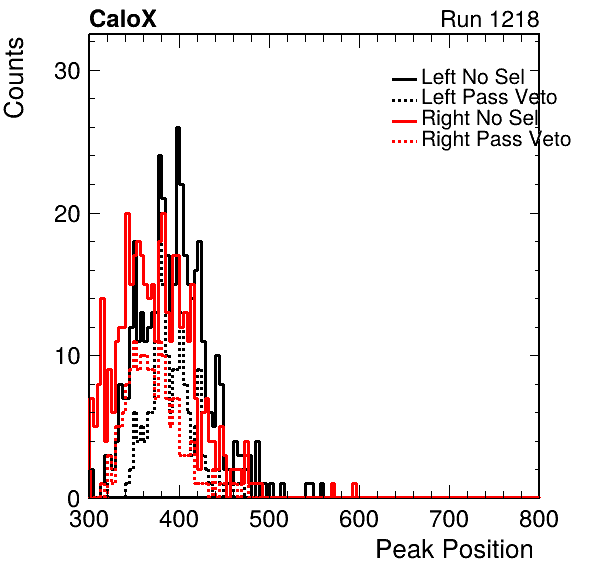 CaloX Run 1218
Counts
30
20
10
0
Left No Sel
Left Pass Veto
Right No Sel
Right Pass Veto
300 400 500 600 700 800
Peak Position